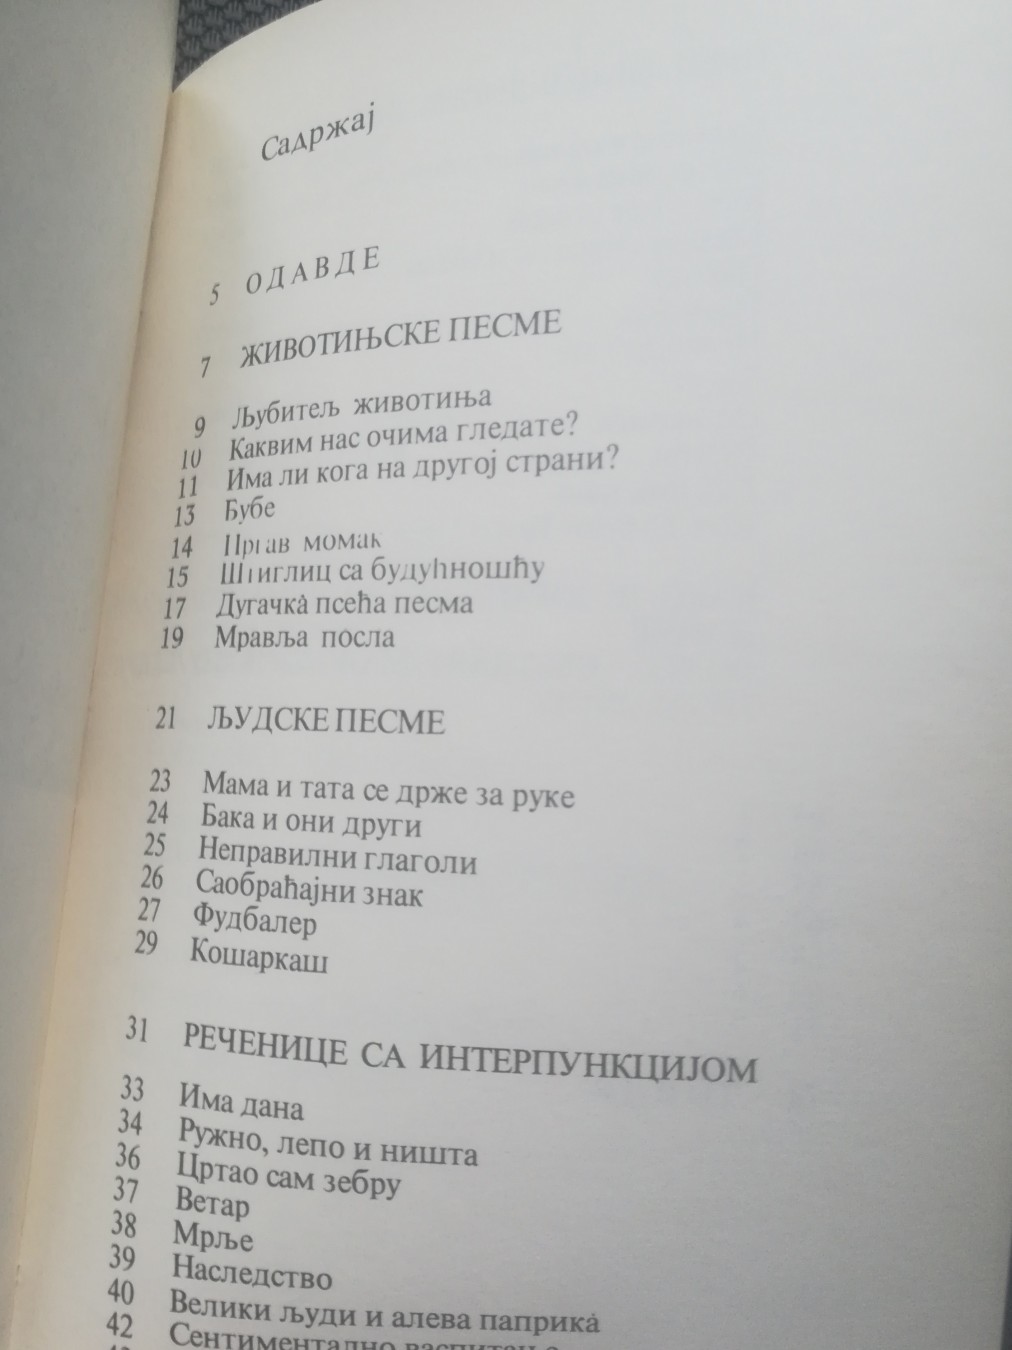 Садржај
5 ОДАВДЕ
7 ЖИВОТИЊСКЕ ПЕСМЕ
9 Љубитељ животиња
10 Каквим нас очима гледате?
11 Има ли кога на другој страни?
13 Бубе
14 Пргав момак
15 Штиглиц са будућношћу
17 Дугачка псећа песма
19 Мравља посла
21 ЉУДСКЕ ПЕСМЕ
23 Мама и тата се држе за руке
24 Бака и они други
25 Неправилни глаголи
26 Саобраћајни знак
27 Фудбалер
29 Кошаркаш
31 РЕЧЕНИЦЕ СА ИНТЕРПУНКЦИЈОМ
33 Има дана
34 Ружно, лепо и ништа
36 Цртао сам зебру
37 Ветар
38 Мрље
39 Наследство
40 Велики људи и алева паприка
42 Сентиментално васпитање